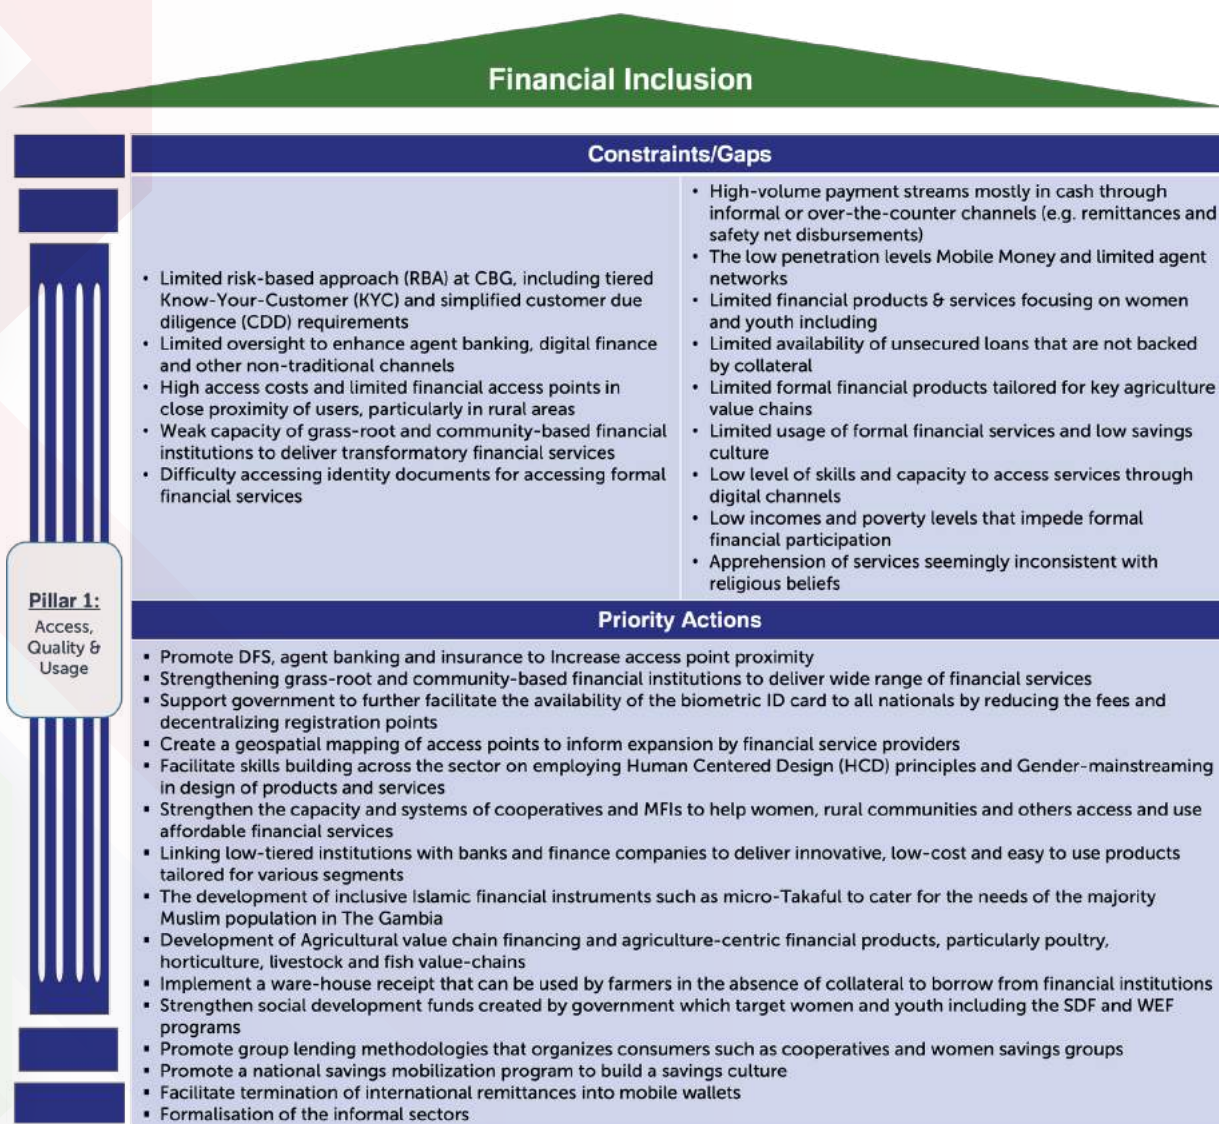 Financial Inclusion
Constraints/Gaps
• Limited risk-based approach (RBA) at CBG, including tiered
Know-Your-Customer (KYC) and simplified customer due
diligence (CDD) requirements
• Limited oversight to enhance agent banking, digital finance
and other non-traditional channels
• High access costs and limited financial access points in
close proximity of users, particularly in rural areas
• Weak capacity of grass-root and community-based financial
institutions to deliver transformatory financial services
• Difficulty accessing identity documents for accessing formal
financial services
• High-volume payment streams mostly in cash through
informal or over-the-counter channels (e.g. remittances and
safety net disbursements)
• The low penetration levels Mobile Money and limited agent
networks
• Limited financial products & services focusing on women
and youth including
• Limited availability of unsecured loans that are not backed
by collateral
• Limited formal financial products tailored for key agriculture
value chains
• Limited usage of formal financial services and low savings
culture
• Low level of skills and capacity to access services through
digital channels
• Low incomes and poverty levels that impede formal
financial participation
• Apprehension of services seemingly inconsistent with
religious beliefs
Pillar 1:
Access,
Quality &
Usage
Priority Actions
▪ Promote DFS, agent banking and insurance to Increase access point proximity
▪ Strengthening grass-root and community-based financial institutions to deliver wide range of financial services
▪ Support government to further facilitate the availability of the biometric ID card to all nationals by reducing the fees and
decentralizing registration points
▪ Create a geospatial mapping of access points to inform expansion by financial service providers
▪ Facilitate skills building across the sector on employing Human Centered Design (HCD) principles and Gender-mainstreaming
in design of products and services
▪ Strengthen the capacity and systems of cooperatives and MFIs to help women, rural communities and others access and use
affordable financial services
▪ Linking low-tiered institutions with banks and finance companies to deliver innovative, low-cost and easy to use products
tailored for various segments
▪ The development of inclusive Islamic financial instruments such as micro-Takaful to cater for the needs of the majority
Muslim population in The Gambia
▪ Development of Agricultural value chain financing and agriculture-centric financial products, particularly poultry,
horticulture, livestock and fish value-chains
▪ Implement a ware-house receipt that can be used by farmers in the absence of collateral to borrow from financial institutions
▪ Strengthen social development funds created by government which target women and youth including the SDF and WEF
programs
▪ Promote group lending methodologies that organizes consumers such as cooperatives and women savings groups
▪ Promote a national savings mobilization program to build a savings culture
▪ Facilitate termination of international remittances into mobile wallets
▪ Formalisation of the informal sectors